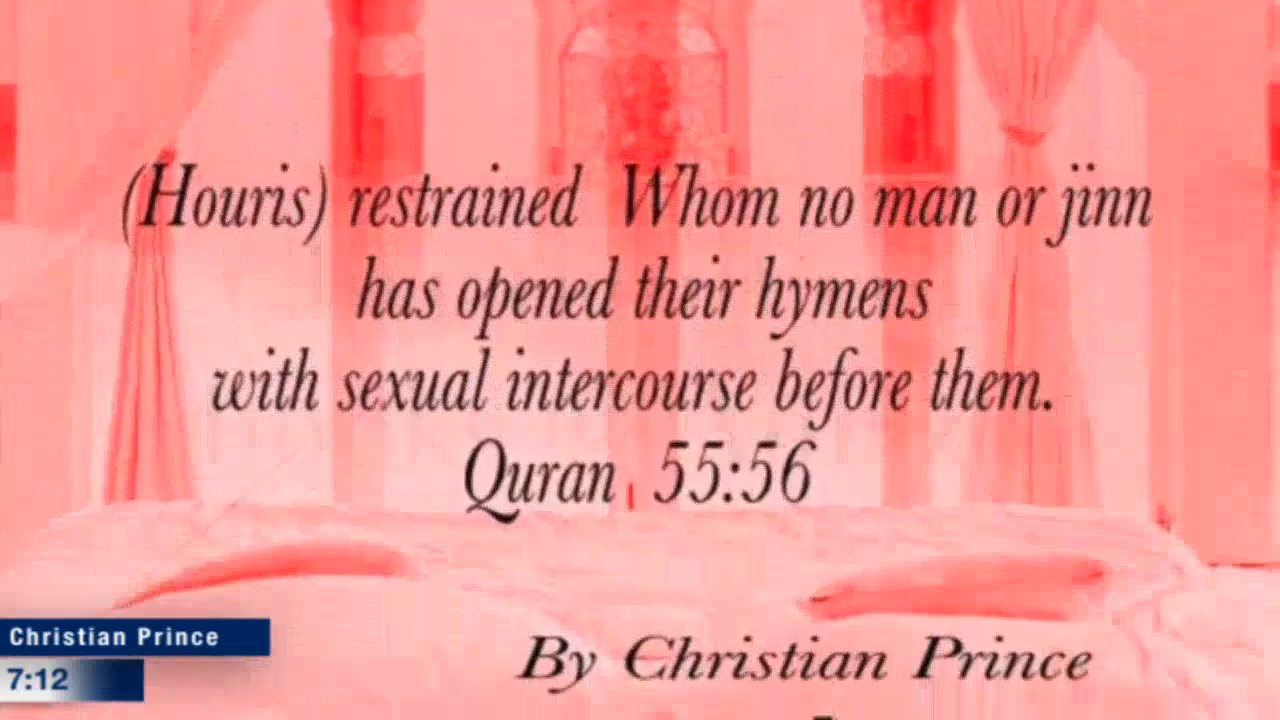 (Houris) restrained Whom no man or jinn
has opened their hymens
with sexual intercourse before them.
Quran 55:56
Christian Prince
By Christian Prince
7:12